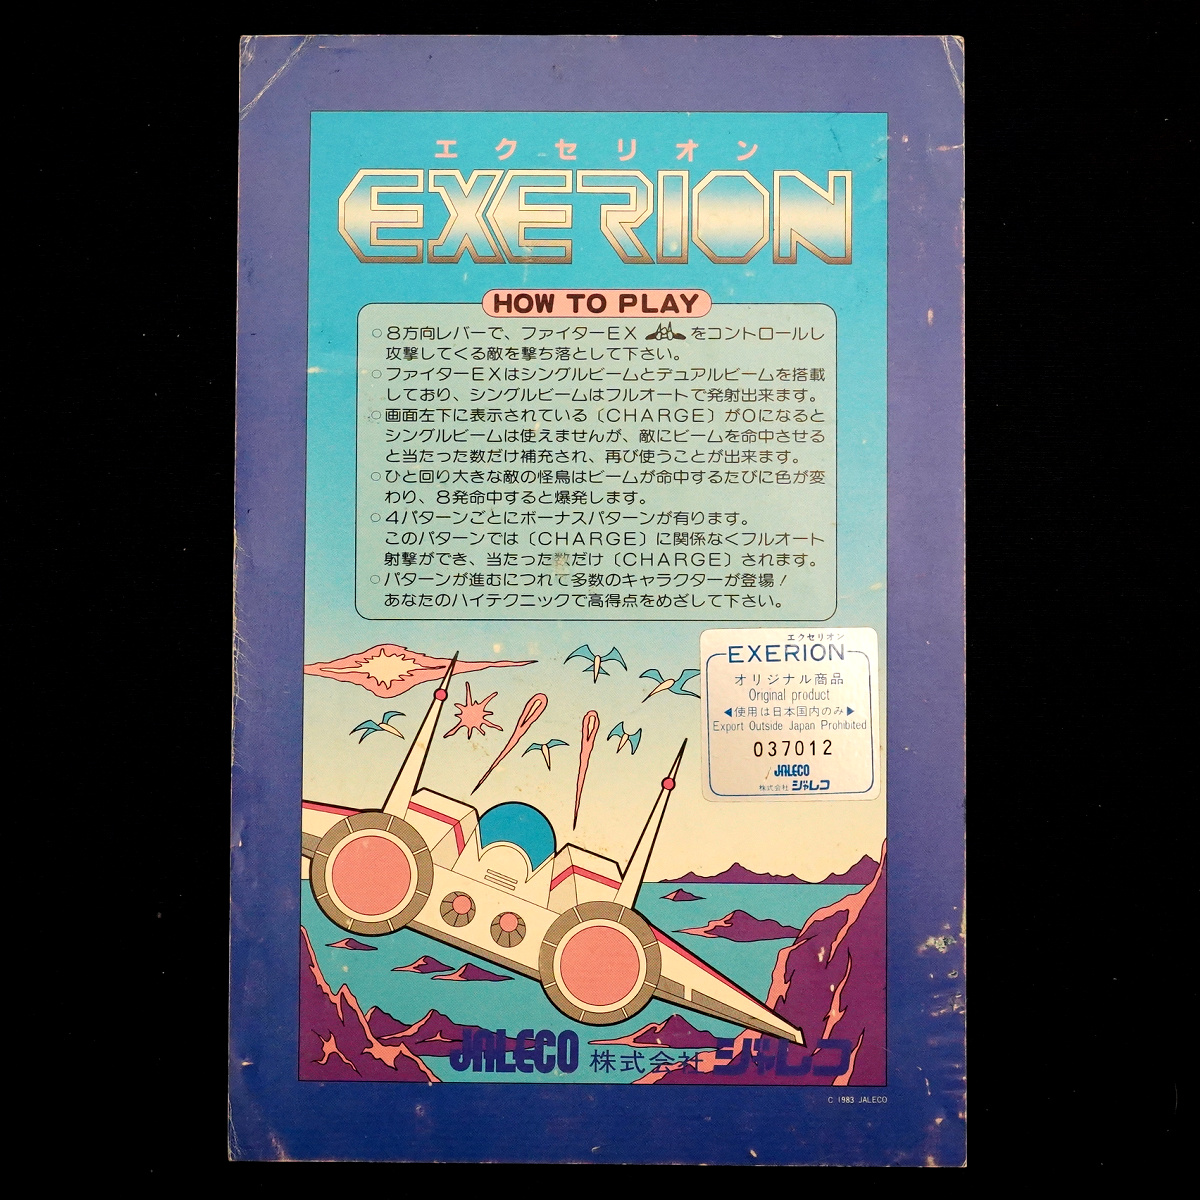 エクセリオン
EXERION
HOW TO PLAY
○8方向レバーで、ファイターEX をコントロールし
攻撃してくる敵を撃ち落として下さい。
○ファイターEXはシングルビームとデュアルビームを搭載
しており、シングルビームはフルオートで発射出来ます。
○画面左下に表示されている〔CHARGE〕が0になると
シングルビームは使えませんが、敵にビームを命中させる
と当たった数だけ補充され、再び使うことが出来ます。
○ひと回り大きな敵の怪鳥はビームが命中するたびに色が変
わり、8発命中すると爆発します。
○4パターンごとにボーナスパターンが有ります。
このパターンでは〔CHARGE〕に関係なくフルオート
射撃ができ、当たった数だけ〔CHARGE〕されます。
○パターンが進むにつれて多数のキャラクターが登場!
あなたのハイテクニックで高得点をめざして下さい。
エクセリオン
EXERION
オリジナル商品
Original product
◀使用は日本国内のみ▶
Export Outside Japan Prohibited
037012
JALECO
株式会社 ジャレコ
JALECO 株式会社 ジャレコ
C 1983 JALECO